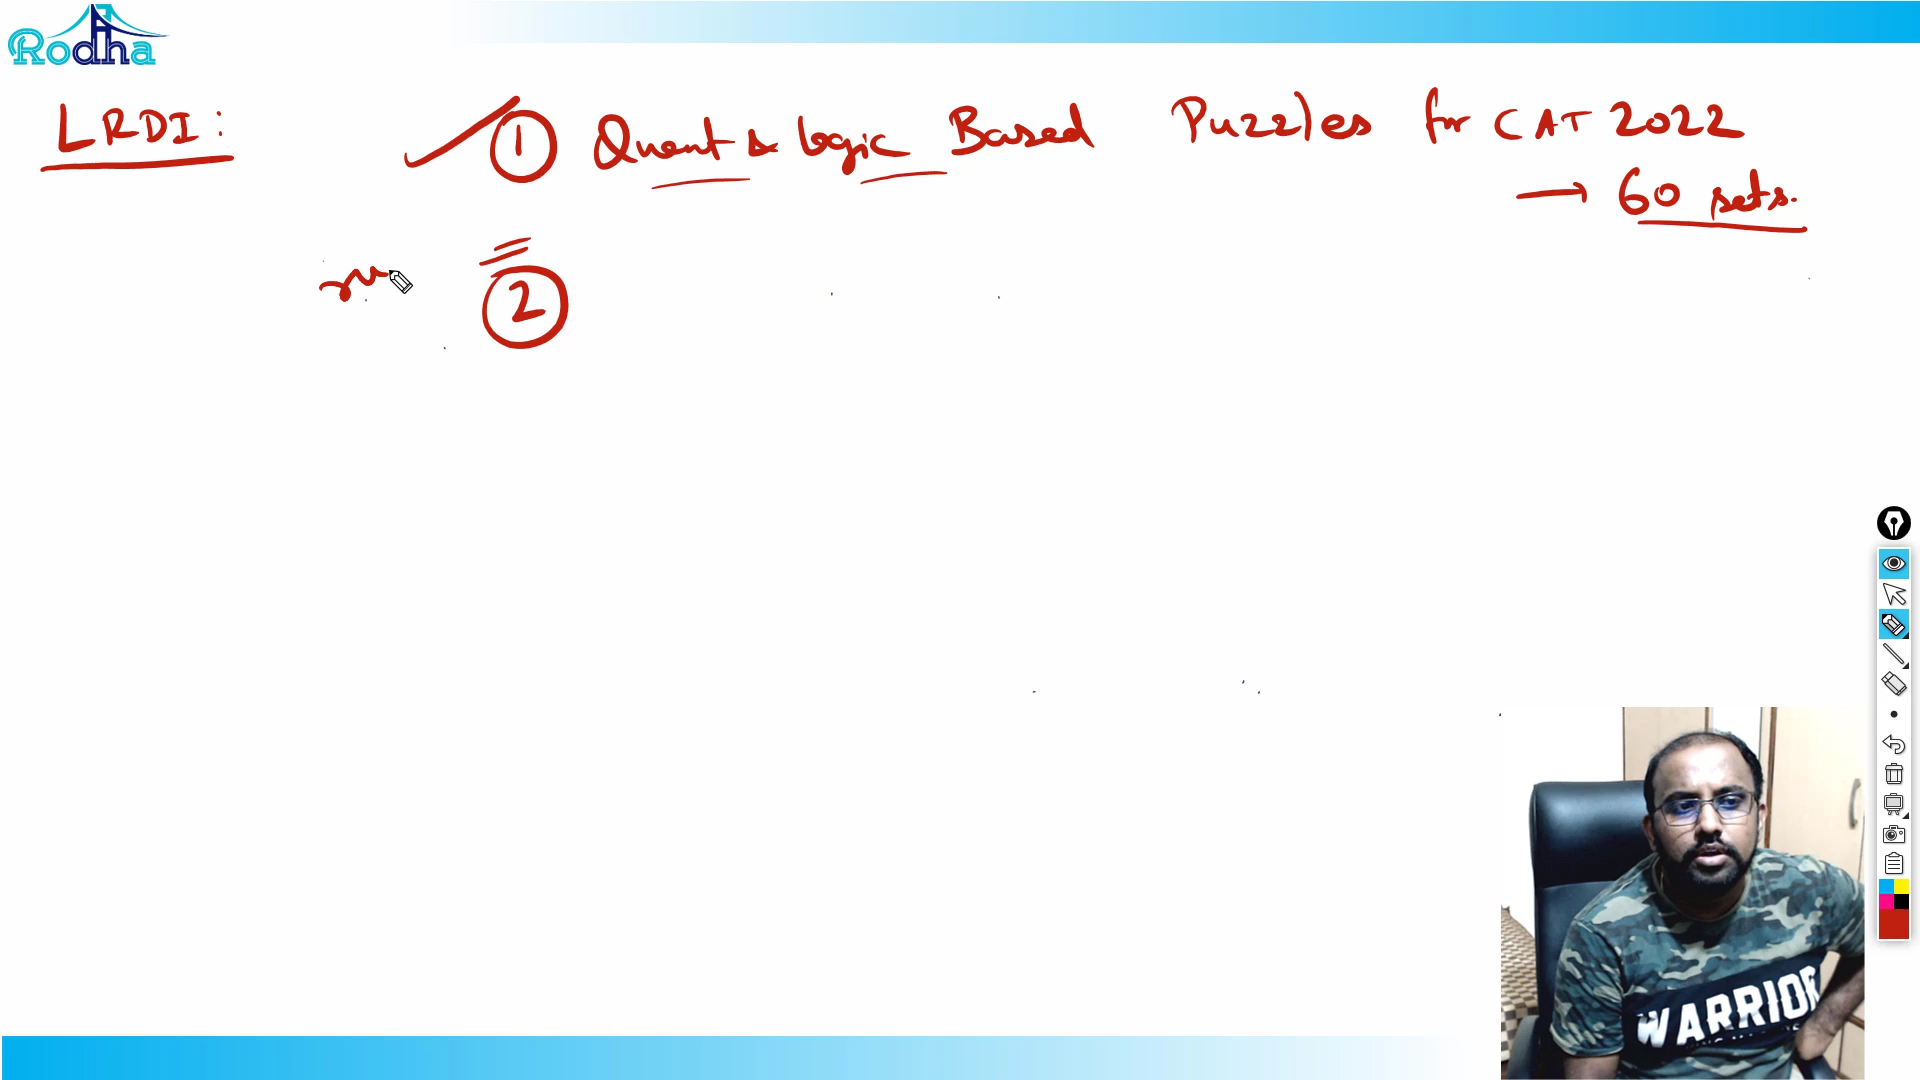 Rodha
LRDI: ① Quant & Logic Based Puzzles for CAT 2022
→ 60 sets.
②
WARRIOR